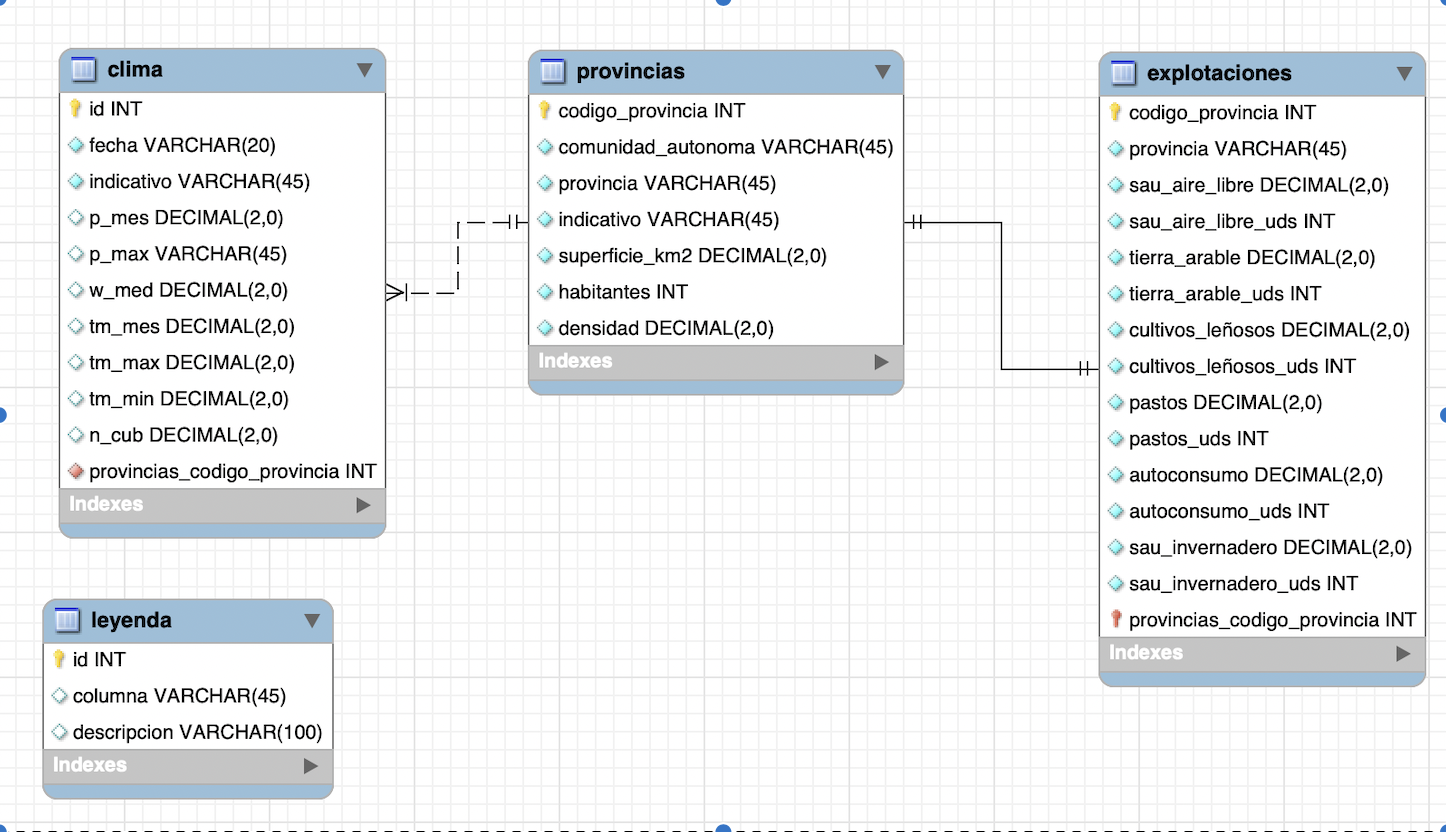 clima
id INT
fecha VARCHAR(20)
indicativo VARCHAR(45)
p_mes DECIMAL(2,0)
p_max VARCHAR(45)
w_med DECIMAL(2,0)
tm_mes DECIMAL(2,0)
tm_max DECIMAL(2,0)
tm_min DECIMAL(2,0)
n_cub DECIMAL(2,0)
provincias_codigo_provincia INT
Indexes
provincias
codigo_provincia INT
comunidad_autonoma VARCHAR(45)
provincia VARCHAR(45)
indicativo VARCHAR(45)
superficie_km2 DECIMAL(2,0)
habitantes INT
densidad DECIMAL(2,0)
Indexes
explotaciones
codigo_provincia INT
provincia VARCHAR(45)
sau_aire_libre DECIMAL(2,0)
sau_aire_libre_uds INT
tierra_arable DECIMAL(2,0)
tierra_arable_uds INT
cultivos_leñosos DECIMAL(2,0)
cultivos_leñosos_uds INT
pastos DECIMAL(2,0)
pastos_uds INT
autoconsumo DECIMAL(2,0)
autoconsumo_uds INT
sau_invernadero DECIMAL(2,0)
sau_invernadero_uds INT
provincias_codigo_provincia INT
Indexes
leyenda
id INT
columna VARCHAR(45)
descripcion VARCHAR(100)
Indexes